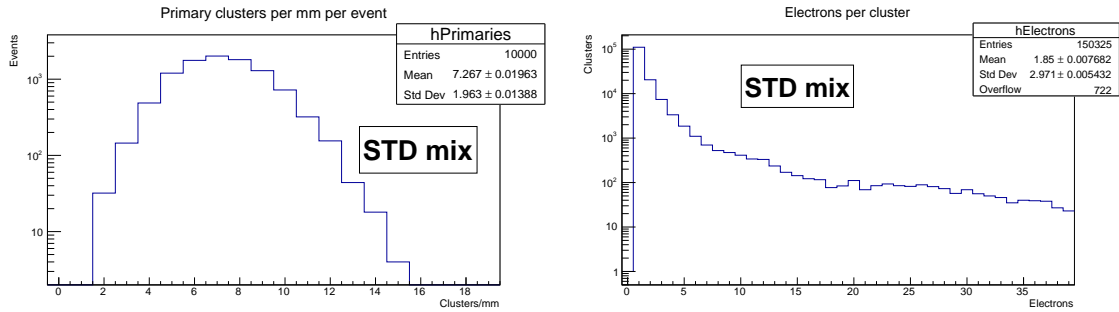 Primary clusters per mm per event
hPrimaries
Entries 10000
Mean 7.267 ± 0.01963
Std Dev 1.963 ± 0.01388
STD mix
Events
10³
10²
10
0 2 4 6 8 10 12 14 16 18
Clusters/mm
Electrons per cluster
hElectrons
Entries 150325
Mean 1.85 ± 0.007682
Std Dev 2.971 ± 0.005432
Overflow 722
STD mix
Clusters
10⁵
10⁴
10³
10²
10
1
0 5 10 15 20 25 30 35
Electrons